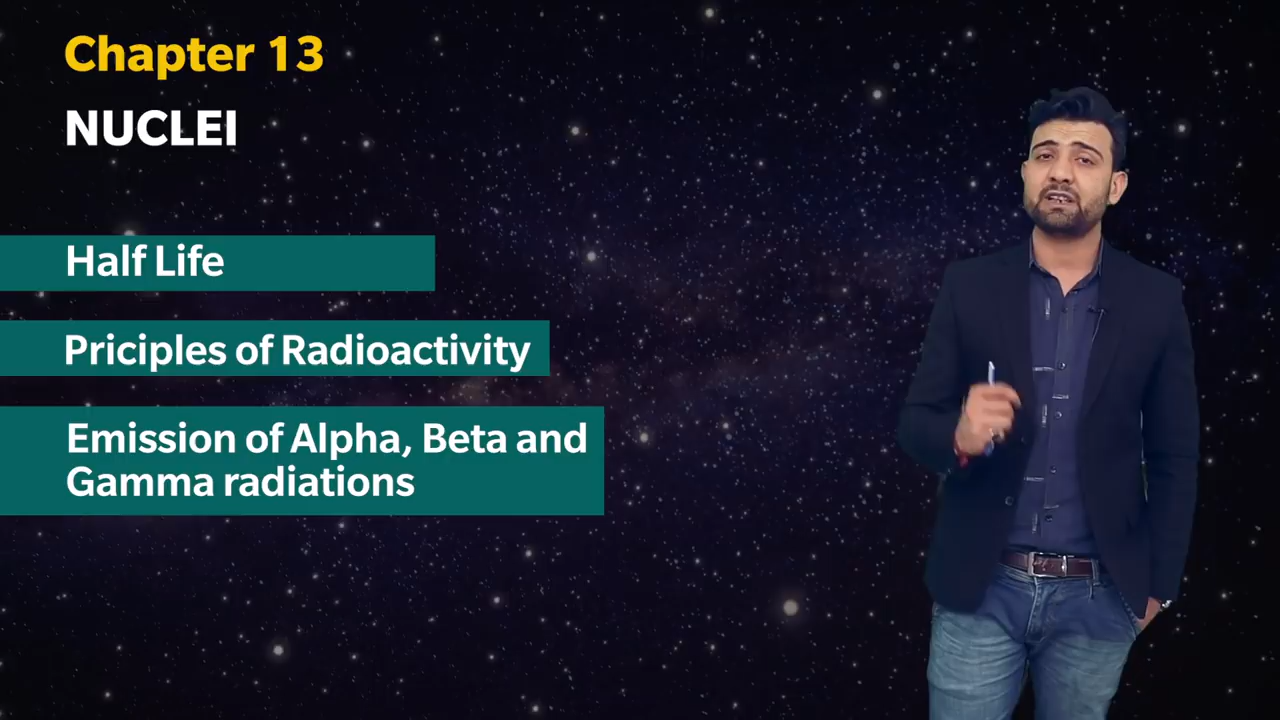 Chapter 13
NUCLEI
Half Life
Priciples of Radioactivity
Emission of Alpha, Beta and
Gamma radiations